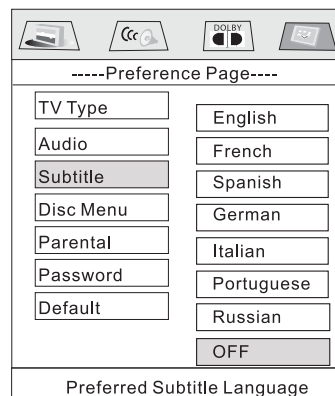 DOLBY
-----Preference Page----
TV Type
Audio
Subtitle
Disc Menu
Parental
Password
Default
English
French
Spanish
German
Italian
Portuguese
Russian
OFF
Preferred Subtitle Language